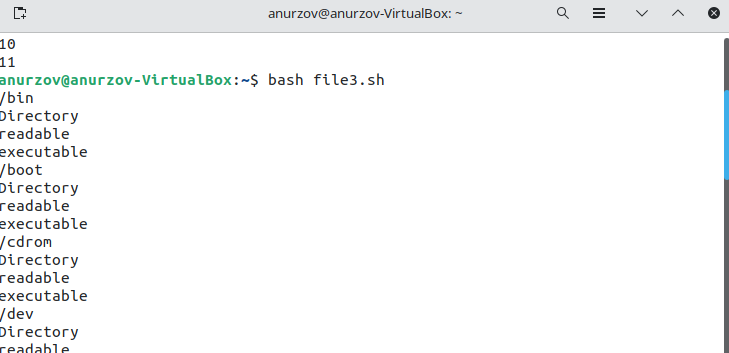 anurzov@anurzov-VirtualBox: ~
10
11
anurzov@anurzov-VirtualBox:~$ bash file3.sh
/bin
Directory
readable
executable
/boot
Directory
readable
executable
/cdrom
Directory
readable
executable
/dev
Directory
readable